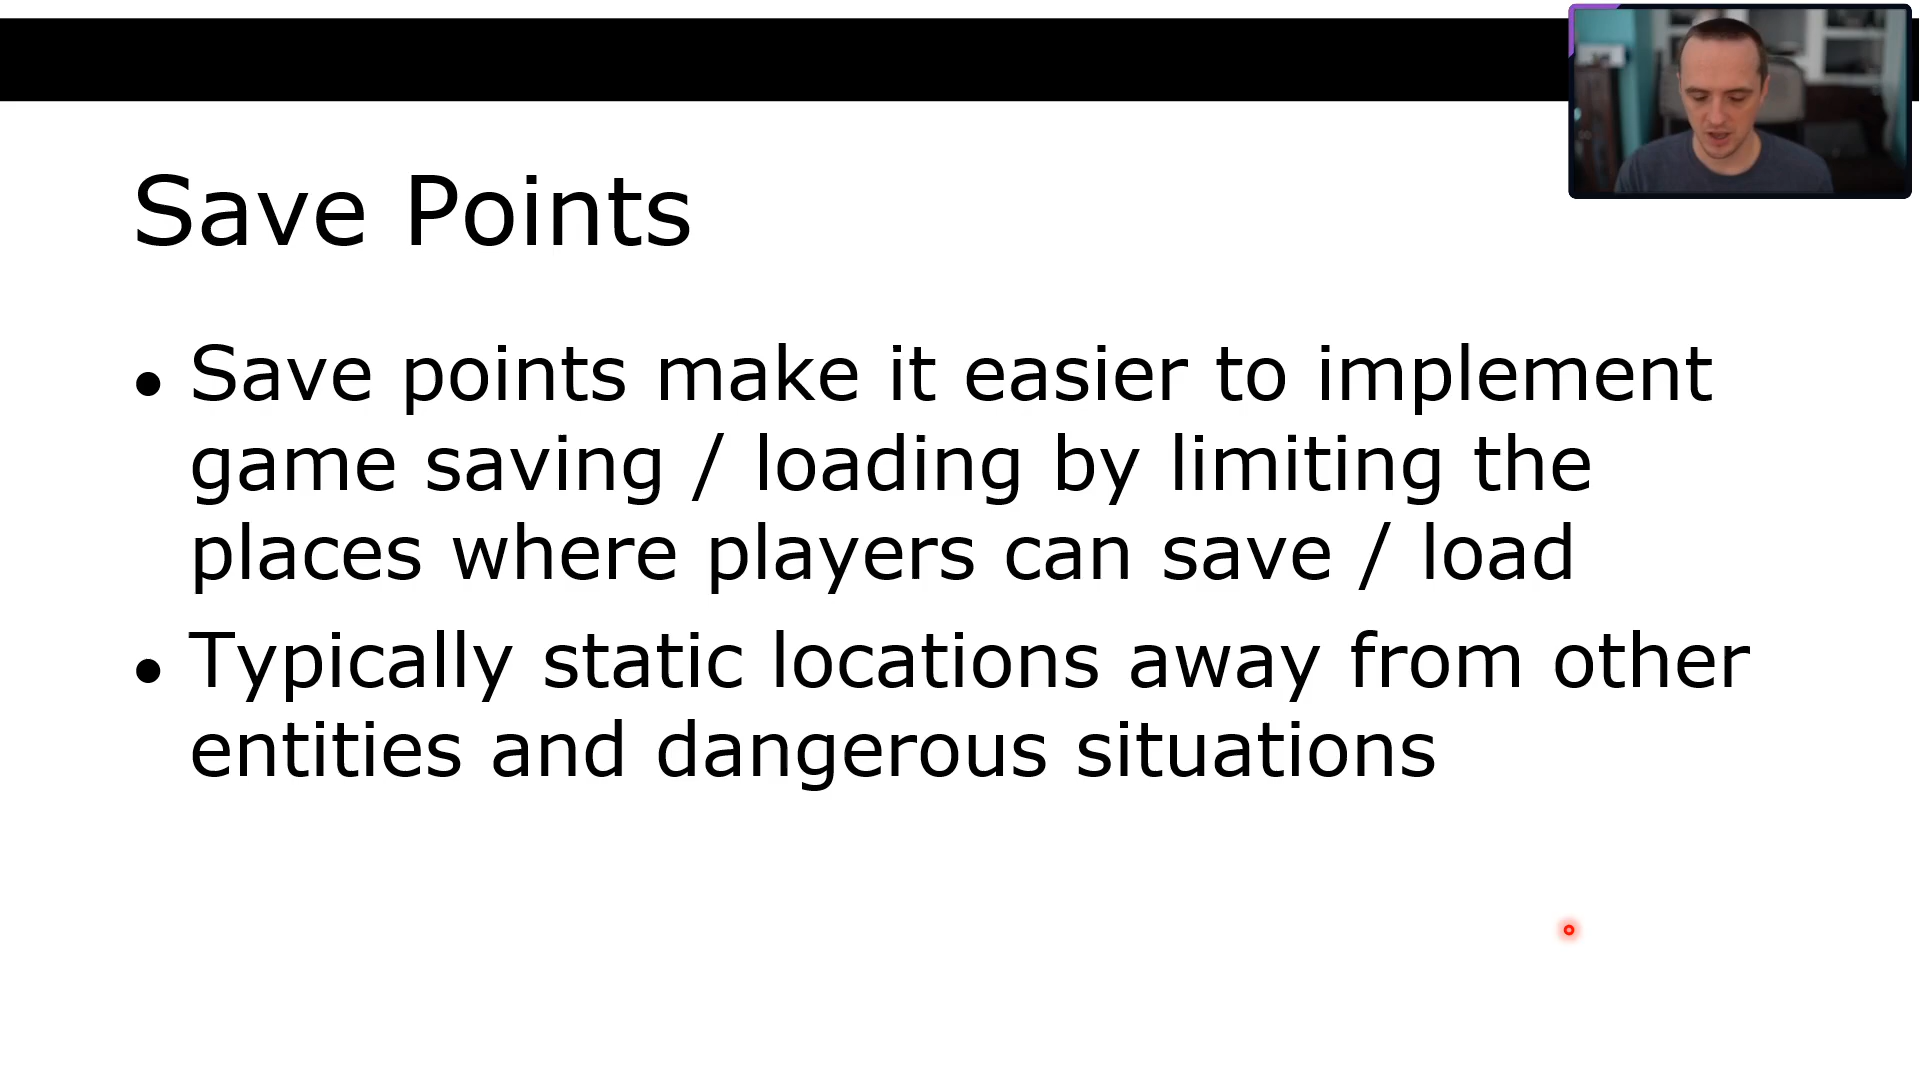 Save Points
• Save points make it easier to implement
game saving / loading by limiting the
places where players can save / load
• Typically static locations away from other
entities and dangerous situations